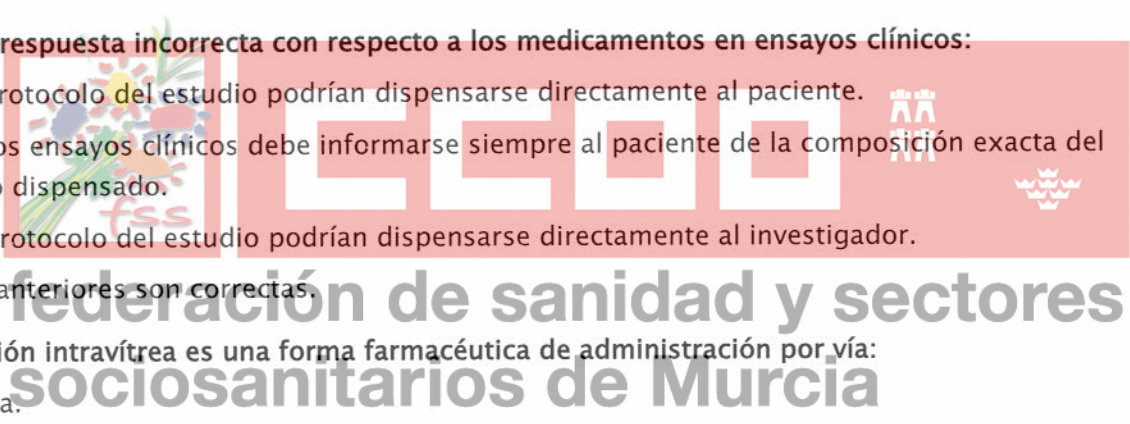 respuesta incorrecta con respecto a los medicamentos en ensayos clínicos:
rotocolo del estudio podrían dispensarse directamente al paciente.
os ensayos clínicos debe informarse siempre al paciente de la composición exacta del
o dispensado.
fss
CCOO
rotocolo del estudio podrían dispensarse directamente al investigador.
anteriores son correctas.
federación de sanidad y sectores
ión intravítrea es una forma farmacéutica de administración por vía:
sociosanitarios de Murcia
a.